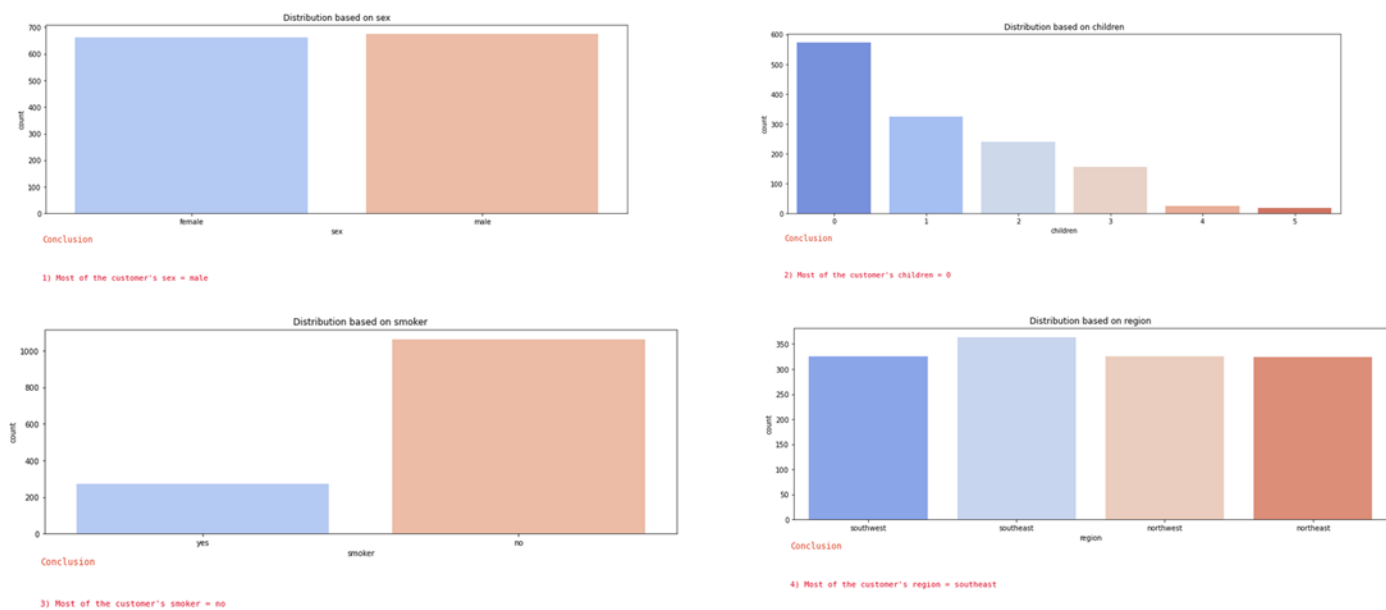 Distribution based on sex
700
600
500
400
300
200
100
0
count
female
male
sex
Conclusion
1) Most of the customer's sex = male
Distribution based on children
600
500
400
300
200
100
0
count
0
1
2
3
4
5
children
Conclusion
2) Most of the customer's children = 0
Distribution based on smoker
1000
800
600
400
200
0
count
yes
no
smoker
Conclusion
3) Most of the customer's smoker = no
Distribution based on region
350
300
250
200
150
100
50
0
count
southwest
southeast
northwest
northeast
region
Conclusion
4) Most of the customer's region = southeast